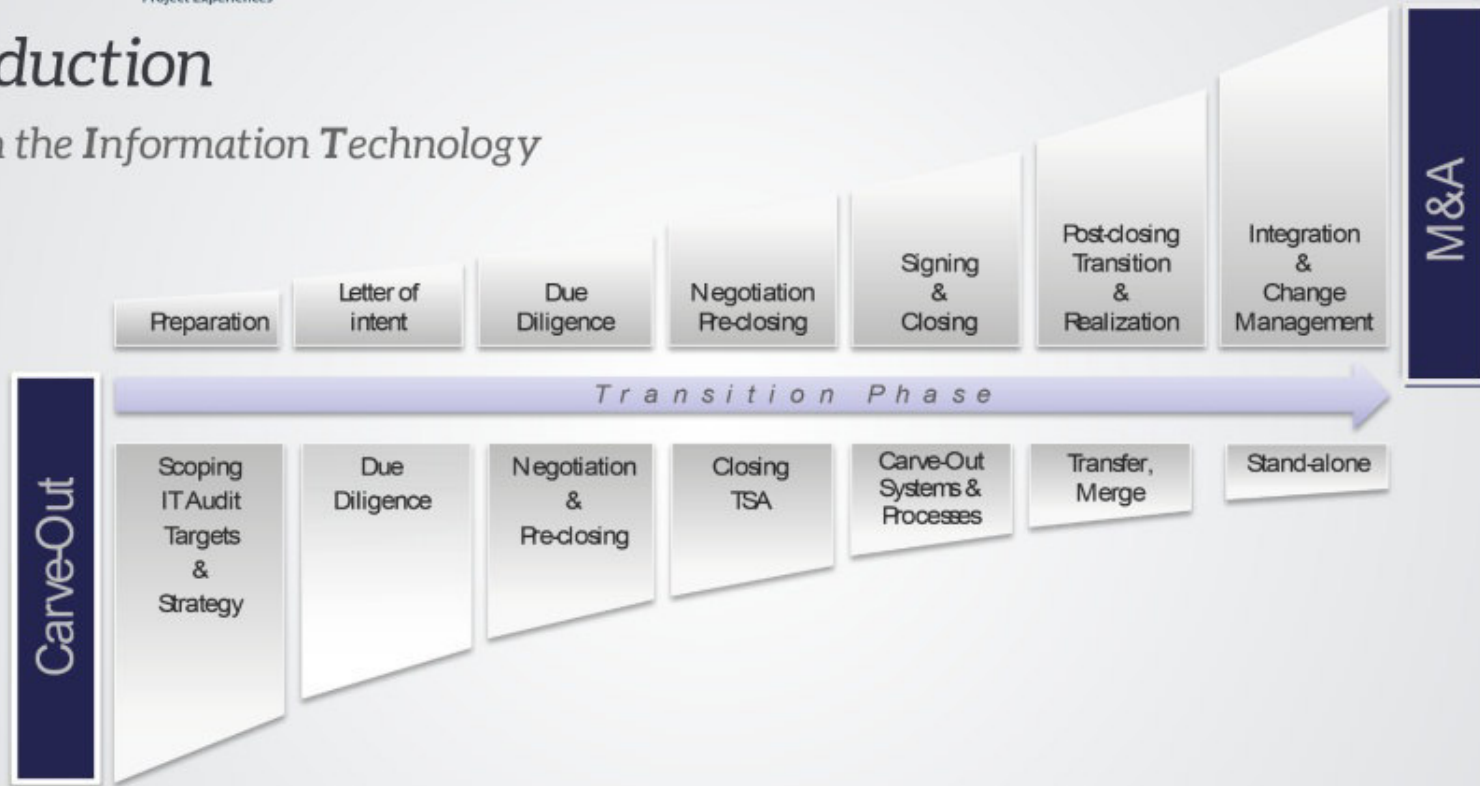 Project Experiences
duction
the Information Technology
Preparation
Letter of
intent
Due
Diligence
Negotiation
Pre-closing
Signing
&
Closing
Post-closing
Transition
&
Realization
Integration
&
Change
Management
M&A
Transition Phase
Carve-Out
Scoping
IT Audit
Targets
&
Strategy
Due
Diligence
Negotiation
&
Pre-closing
Closing
TSA
Carve-Out
Systems &
Processes
Transfer,
Merge
Stand-alone